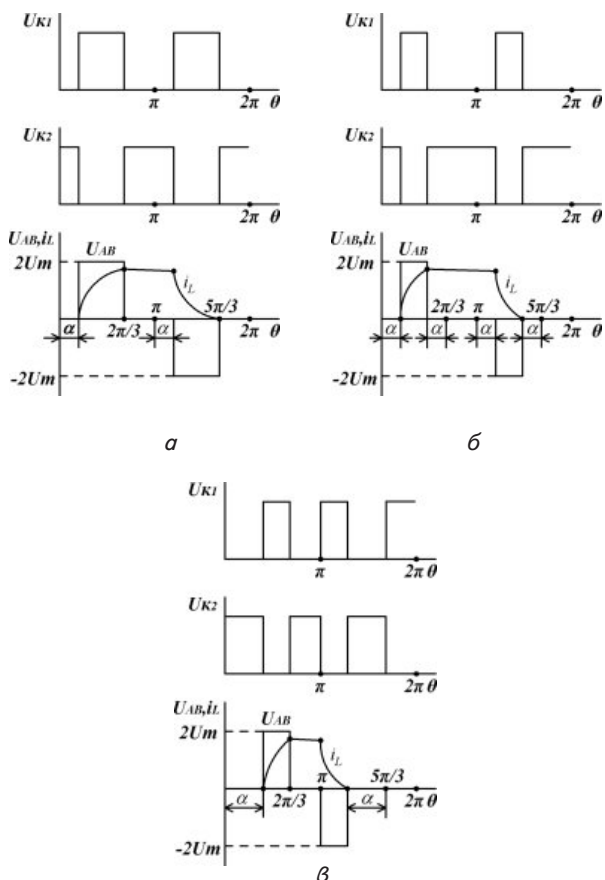 UK1
π 2π θ
UK2
π 2π θ
UAB,iL
2Um
UAB
iL
α 2π/3 π α 5π/3 2π θ
-2Um
а
UK1
π 2π θ
UK2
π 2π θ
UAB,iL
2Um
UAB
iL
α α 2π/3 π α 5π/3 α 2π θ
-2Um
б
UK1
π 2π θ
UK2
π 2π θ
UAB,iL
2Um
UAB
iL
α 2π/3 π α 5π/3 2π θ
-2Um
в